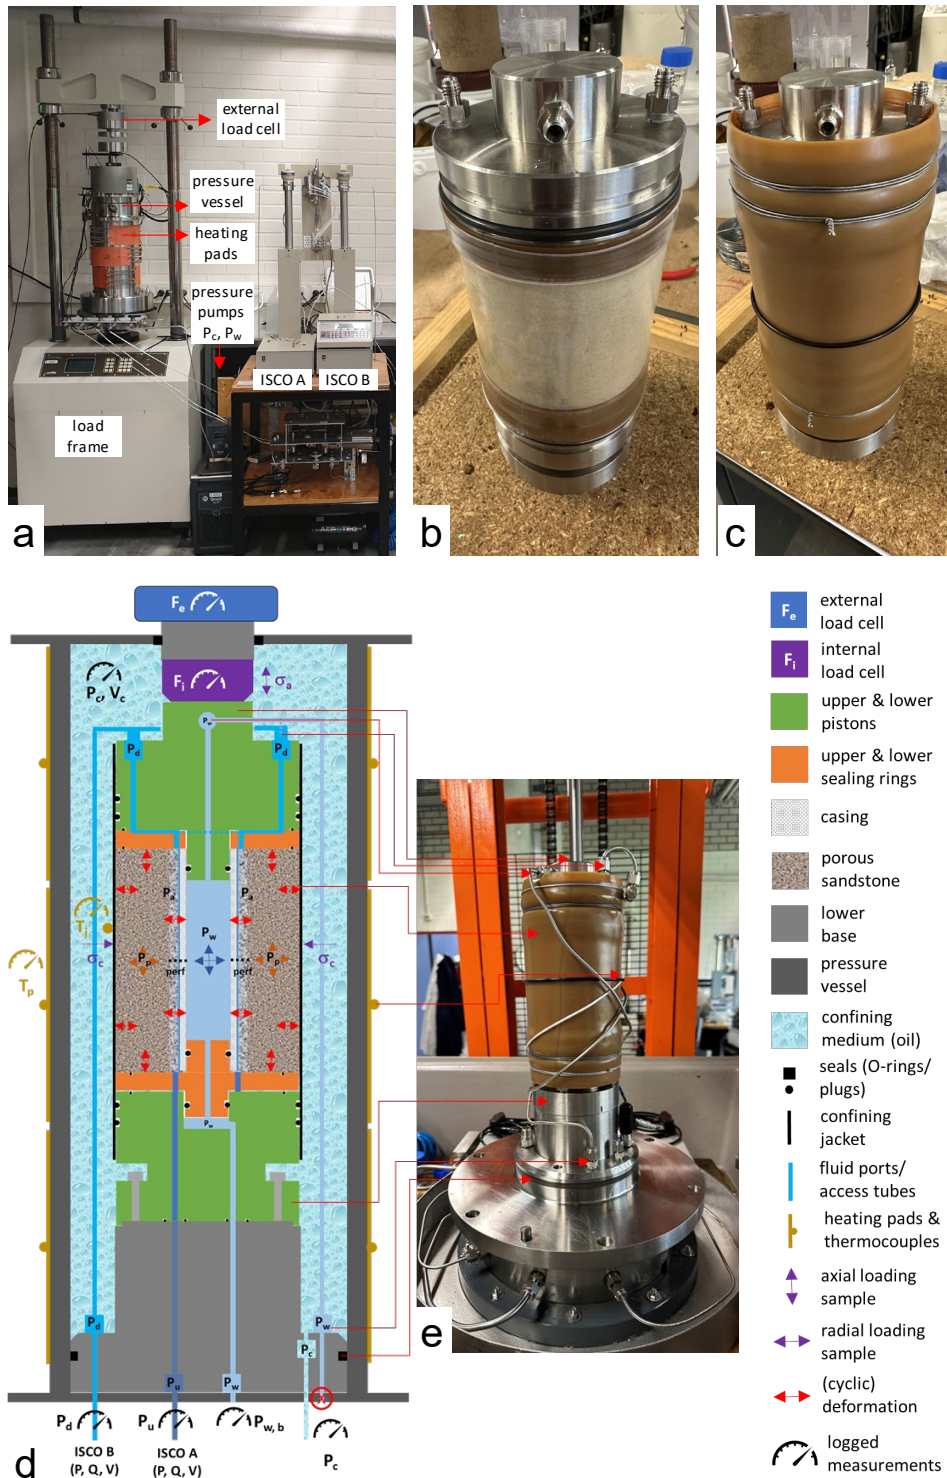 external
load cell
pressure
vessel
heating
pads
pressure
pumps
Pc, Pw
ISCO A
ISCO B
load
frame
a
b
c
Fe
Fi
σa
Pc, Vc
Pw
Pd
Pd
Pa
Pa
Pw
Tj
σc
σc
Pp
Pp
perf
perf
Tp
Pw
Pd
Pw
Pc
Pu
Pw
X
Pd
Pu
Pw, b
Pc
ISCO B
(P, Q, V)
ISCO A
(P, Q, V)
d
e
Fe
external
load cell
Fi
internal
load cell
upper & lower
pistons
upper & lower
sealing rings
casing
porous
sandstone
lower
base
pressure
vessel
confining
medium (oil)
seals (O-rings/
plugs)
confining
jacket
fluid ports/
access tubes
heating pads &
thermocouples
axial loading
sample
radial loading
sample
(cyclic)
deformation
logged
measurements